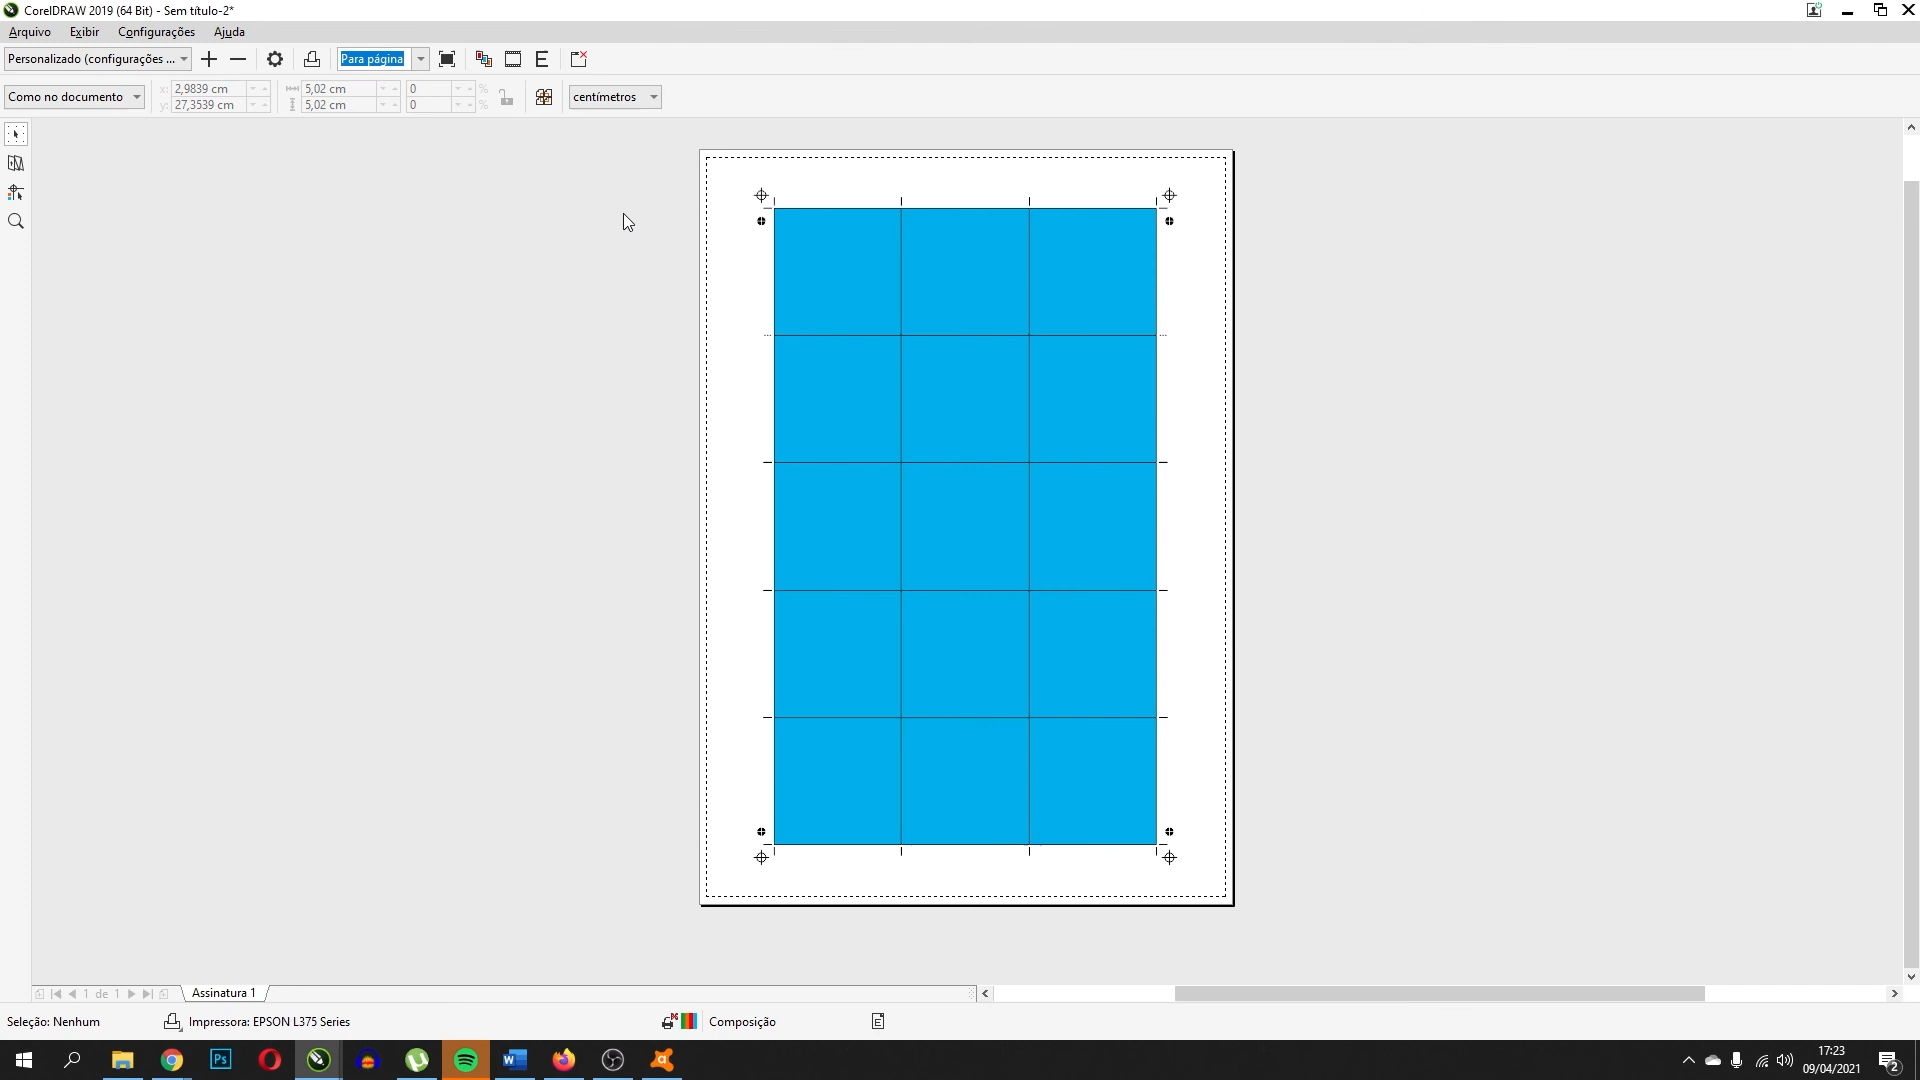 CorelDRAW 2019 (64 Bit) - Sem título-2*
Arquivo Exibir Configurações Ajuda
Personalizado (configurações ... Para página E
Como no documento x: 2,9839 cm 5,02 cm 0 % centímetros
y: 27,3539 cm 5,02 cm 0 %
1 de 1 Assinatura 1
Seleção: Nenhum Impressora: EPSON L375 Series Composição
17:23
09/04/2021
2